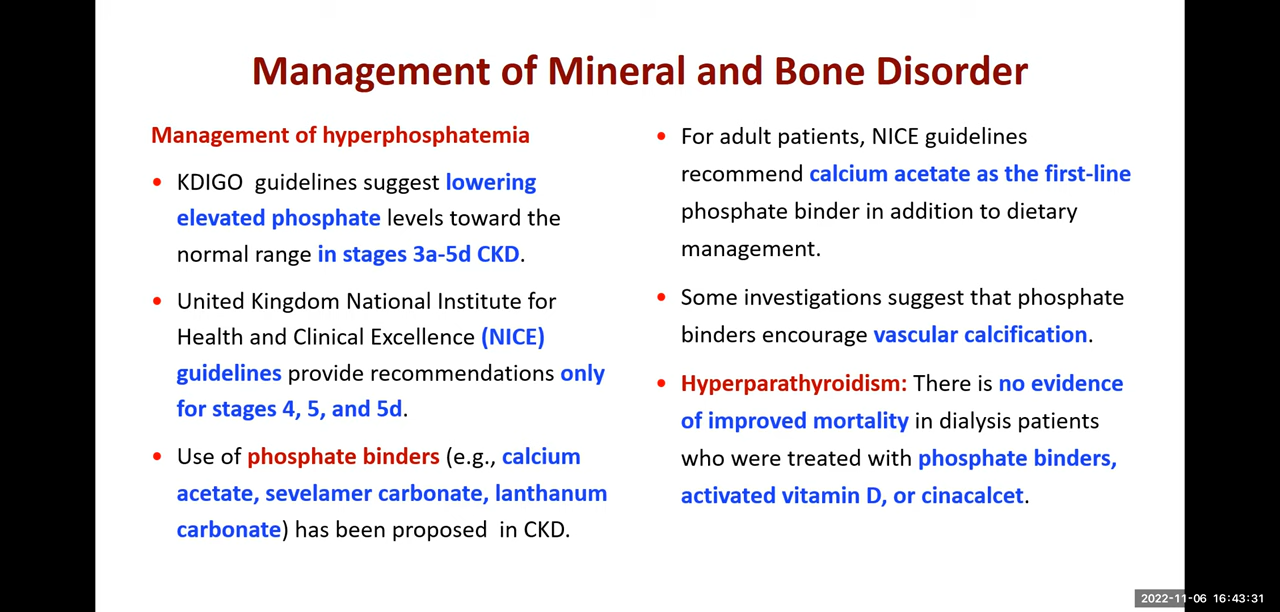 Management of Mineral and Bone Disorder
Management of hyperphosphatemia
• KDIGO guidelines suggest lowering
elevated phosphate levels toward the
normal range in stages 3a-5d CKD.
• United Kingdom National Institute for
Health and Clinical Excellence (NICE)
guidelines provide recommendations only
for stages 4, 5, and 5d.
• Use of phosphate binders (e.g., calcium
acetate, sevelamer carbonate, lanthanum
carbonate) has been proposed in CKD.
• For adult patients, NICE guidelines
recommend calcium acetate as the first-line
phosphate binder in addition to dietary
management.
• Some investigations suggest that phosphate
binders encourage vascular calcification.
• Hyperparathyroidism: There is no evidence
of improved mortality in dialysis patients
who were treated with phosphate binders,
activated vitamin D, or cinacalcet.
2022-11-06 16:43:31